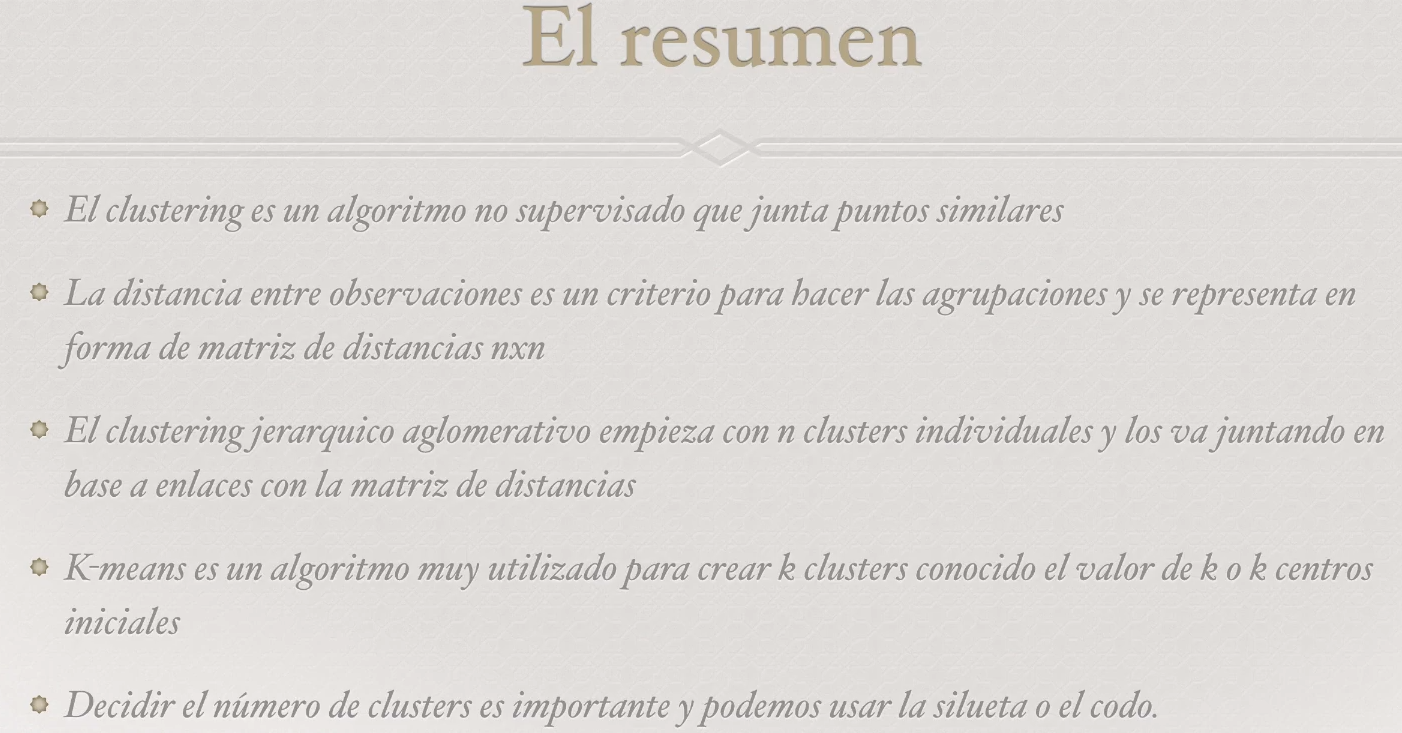 El resumen
El clustering es un algoritmo no supervisado que junta puntos similares
La distancia entre observaciones es un criterio para hacer las agrupaciones y se representa en
forma de matriz de distancias nxn
El clustering jerarquico aglomerativo empieza con n clusters individuales y los va juntando en
base a enlaces con la matriz de distancias
K-means es un algoritmo muy utilizado para crear k clusters conocido el valor de k o k centros
iniciales
Decidir el número de clusters es importante y podemos usar la silueta o el codo.